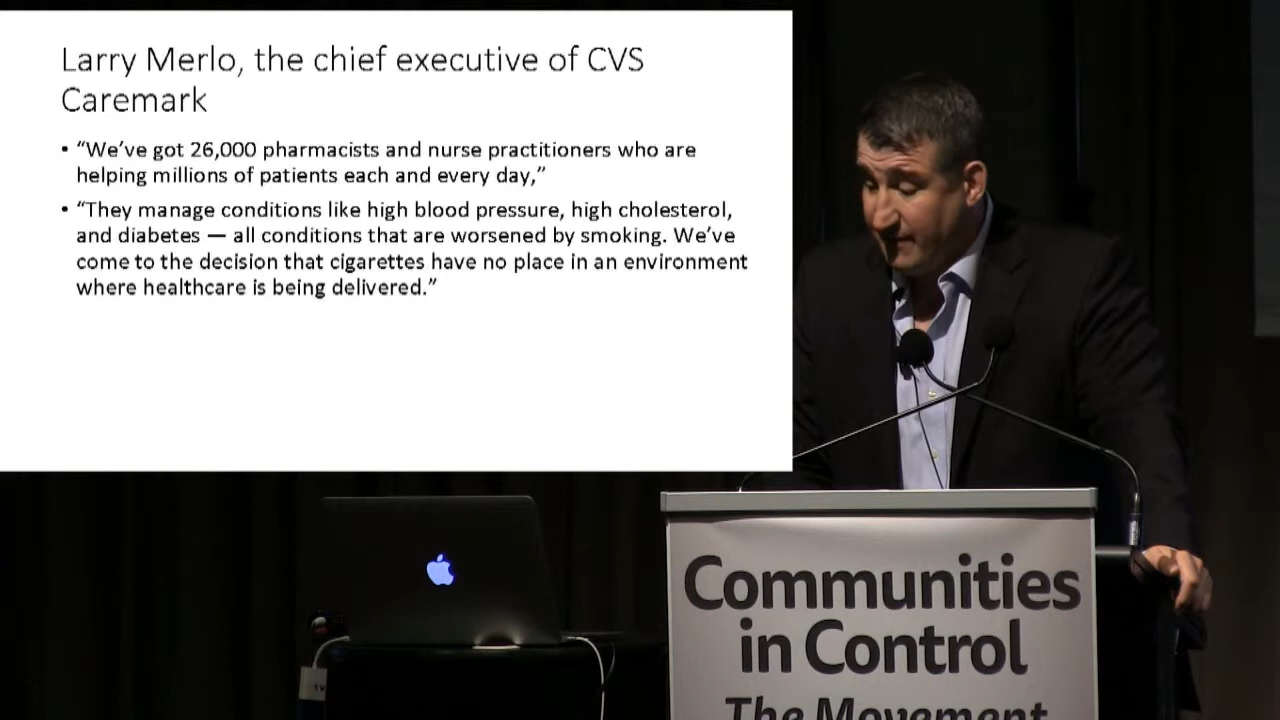 Larry Merlo, the chief executive of CVS
Caremark
• “We’ve got 26,000 pharmacists and nurse practitioners who are
helping millions of patients each and every day,”
• “They manage conditions like high blood pressure, high cholesterol,
and diabetes — all conditions that are worsened by smoking. We’ve
come to the decision that cigarettes have no place in an environment
where healthcare is being delivered.”
Communities
in Control
The Movement